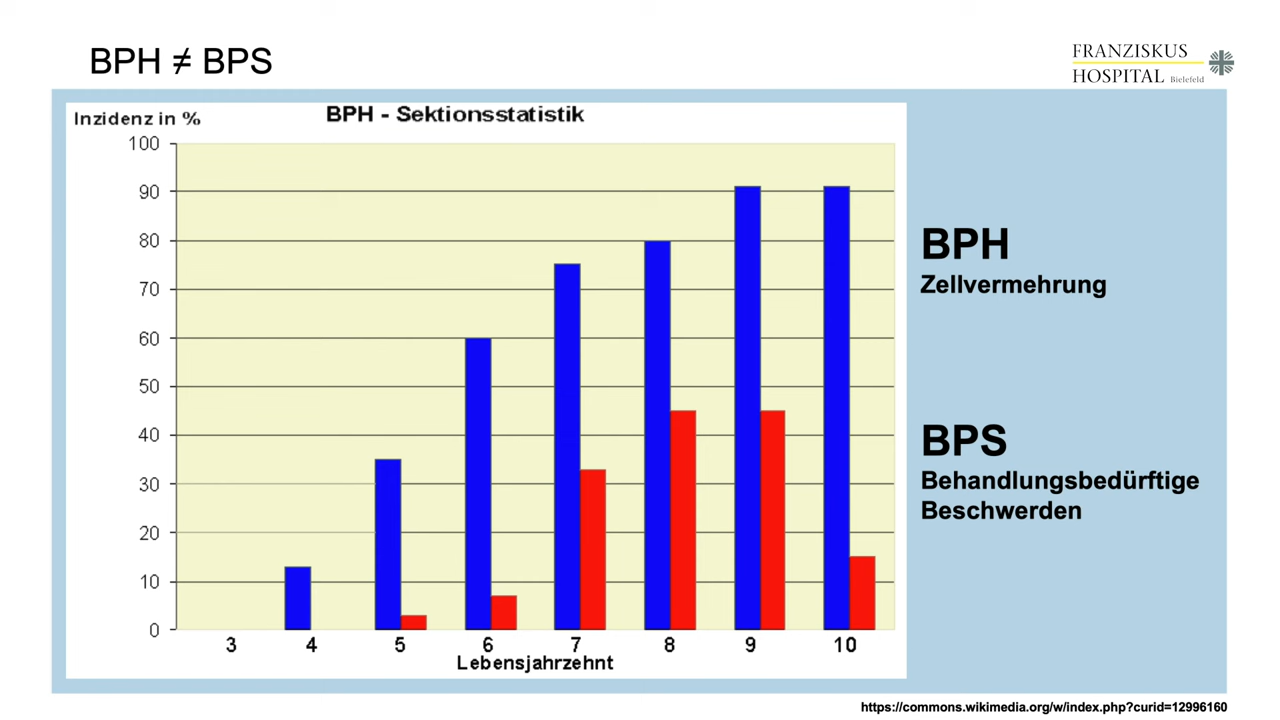 BPH ≠ BPS
FRANZISKUS
HOSPITAL Bielefeld
Inzidenz in %
BPH - Sektionsstatistik
100
90
80
70
60
50
40
30
20
10
0
3 4 5 6 7 8 9 10
Lebensjahrzehnt
BPH
Zellvermehrung
BPS
Behandlungsbedürftige
Beschwerden
https://commons.wikimedia.org/w/index.php?curid=12996160